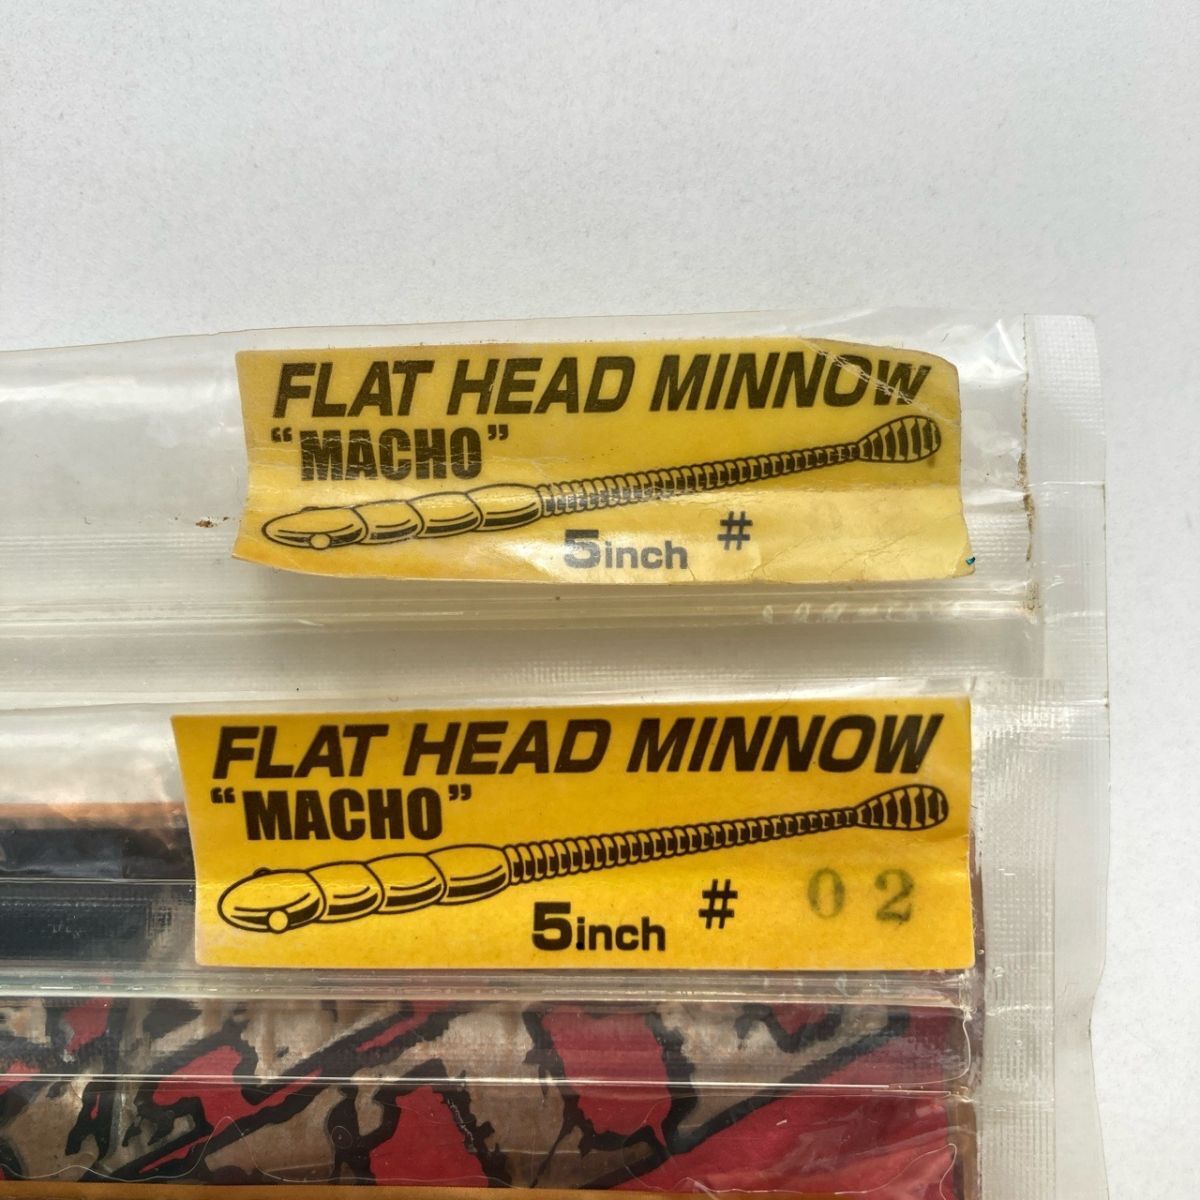 FLAT HEAD MINNOW
"MACHO"
5inch #
FLAT HEAD MINNOW
"MACHO"
5inch # 02